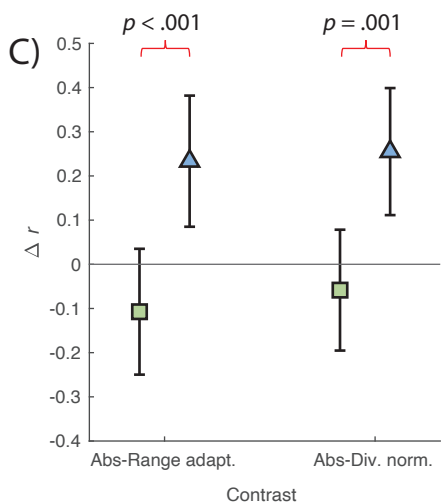 C)
p < .001
p = .001
0.5
0.4
0.3
0.2
0.1
0
-0.1
-0.2
-0.3
-0.4
Δ r
Abs-Range adapt.
Abs-Div. norm.
Contrast